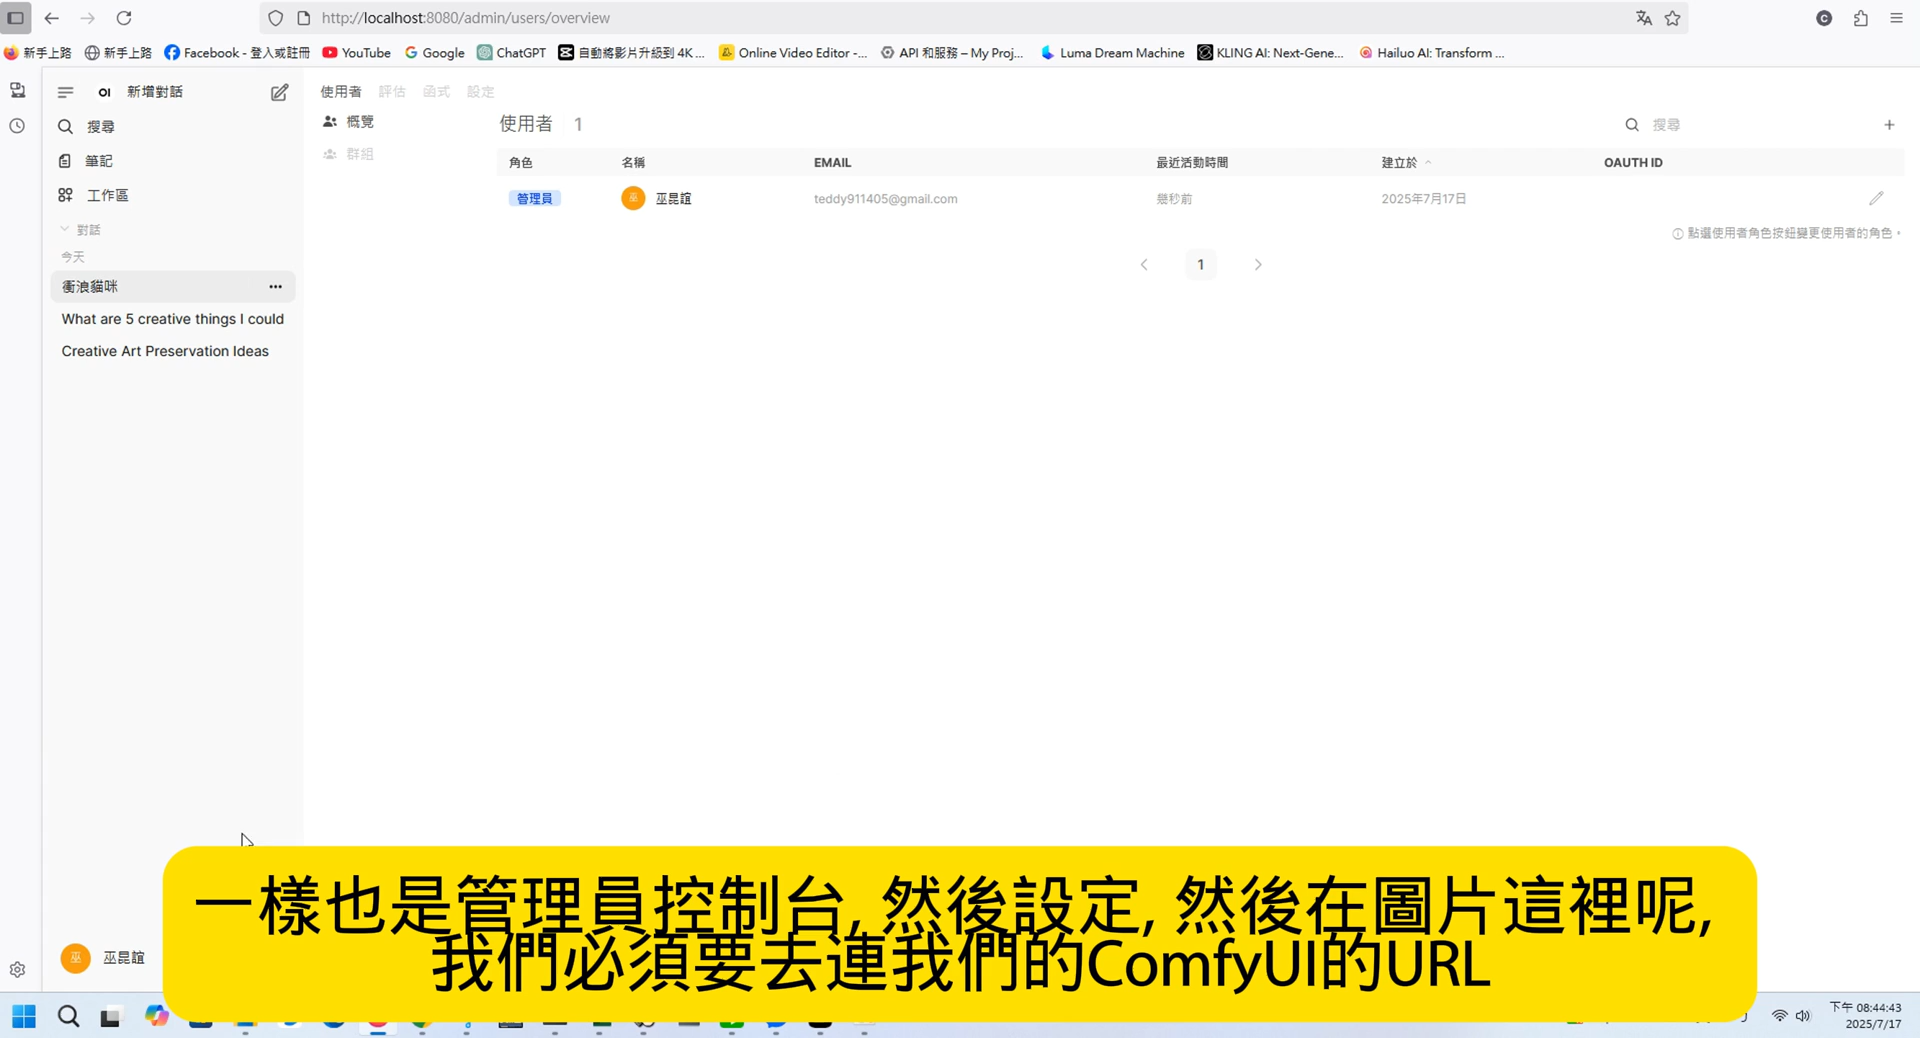 http://localhost:8080/admin/users/overview
新手上路
新手上路
Facebook - 登入或註冊
YouTube
Google
ChatGPT
自動將影片升級到 4K ...
Online Video Editor -...
API 和服務 – My Proj...
Luma Dream Machine
KLING AI: Next-Gene...
Hailuo AI: Transform ...
C
OI 新增對話
搜尋
筆記
工作區
對話
今天
衝浪貓咪
What are 5 creative things I could
Creative Art Preservation Ideas
巫 巫昆誼
使用者 評估 函式 設定
概覽
群組
使用者 1
搜尋
角色 名稱 EMAIL 最近活動時間 建立於 OAUTH ID
管理員 巫 巫昆誼 teddy911405@gmail.com 幾秒前 2025年7月17日
點選使用者角色按鈕變更使用者的角色。
1
一樣也是管理員控制台, 然後設定, 然後在圖片這裡呢,
我們必須要去連我們的ComfyUI的URL
下午 08:44:43
2025/7/17